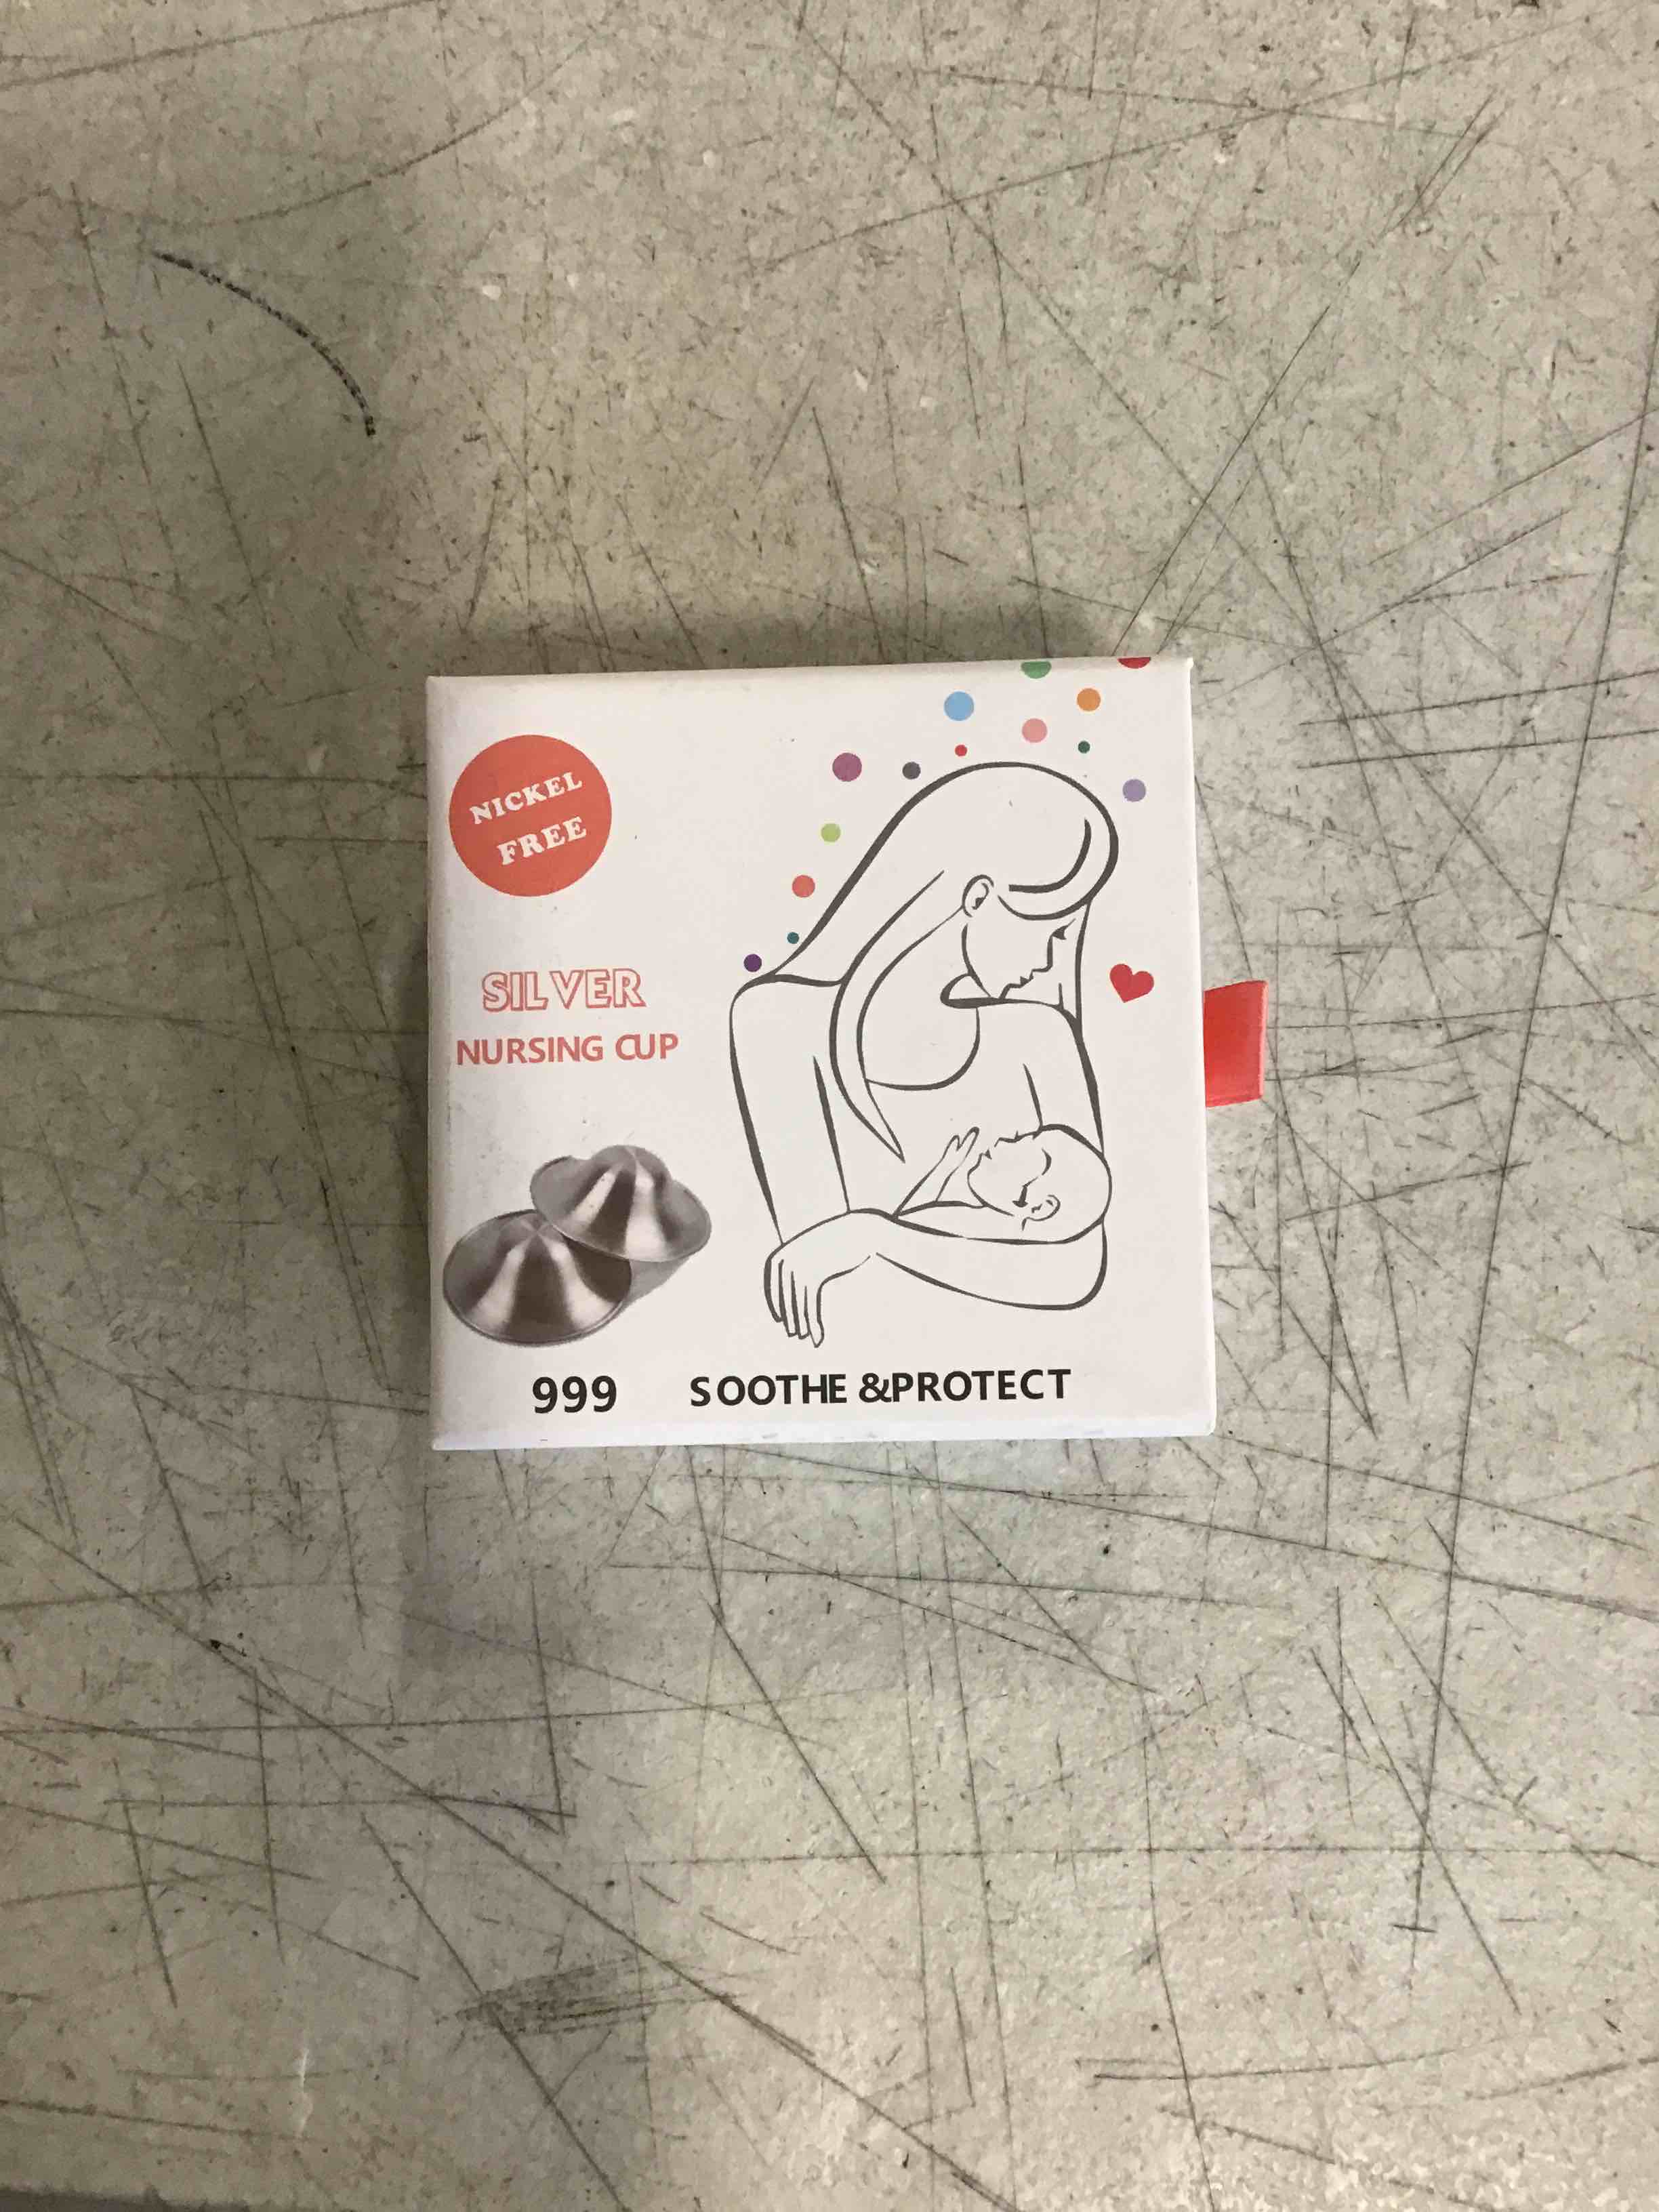 NICKEL
FREE
SILVER
NURSING CUP
999 SOOTHE &PROTECT